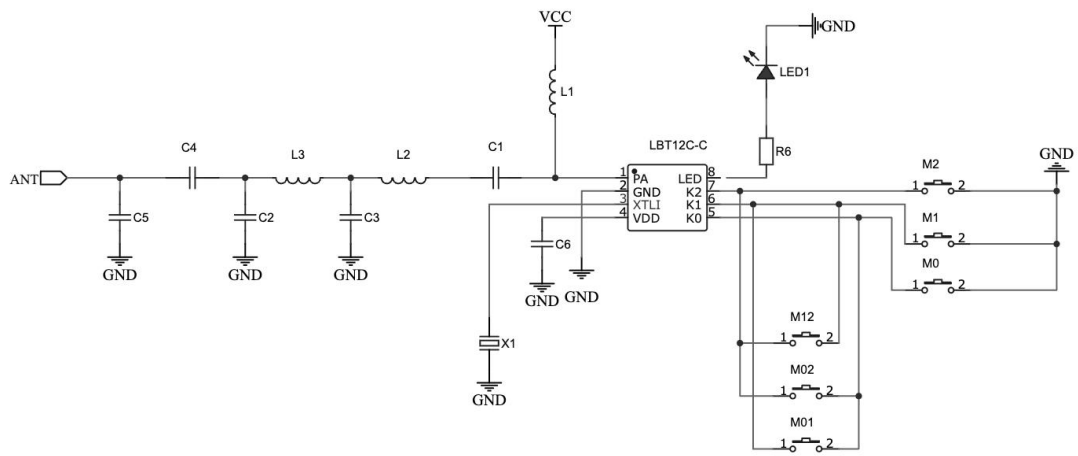 VCC
GND
LED1
L1
R6
LBT12C-C
C4
L3
L2
C1
ANT
1 PA LED 8
2 GND K2 7
3 XTLI K1 6
4 VDD K0 5
C5
C2
C3
C6
GND
GND
GND
GND
GND
X1
GND
M2
1 2
GND
M1
1 2
M0
1 2
M12
1 2
M02
1 2
M01
1 2